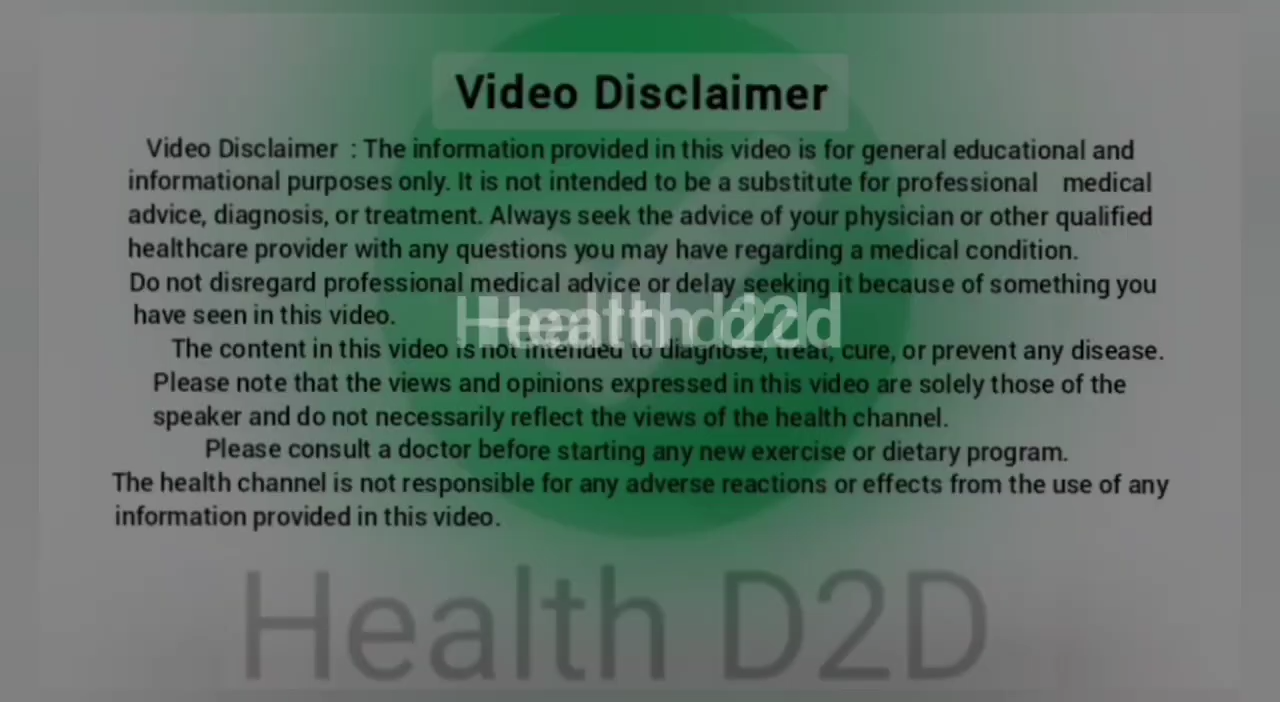 Video Disclaimer
Video Disclaimer : The information provided in this video is for general educational and
informational purposes only. It is not intended to be a substitute for professional medical
advice, diagnosis, or treatment. Always seek the advice of your physician or other qualified
healthcare provider with any questions you may have regarding a medical condition.
Do not disregard professional medical advice or delay seeking it because of something you
have seen in this video.
Health d2d
The content in this video is not intended to diagnose, treat, cure, or prevent any disease.
Please note that the views and opinions expressed in this video are solely those of the
speaker and do not necessarily reflect the views of the health channel.
Please consult a doctor before starting any new exercise or dietary program.
The health channel is not responsible for any adverse reactions or effects from the use of any
information provided in this video.
Health D2D